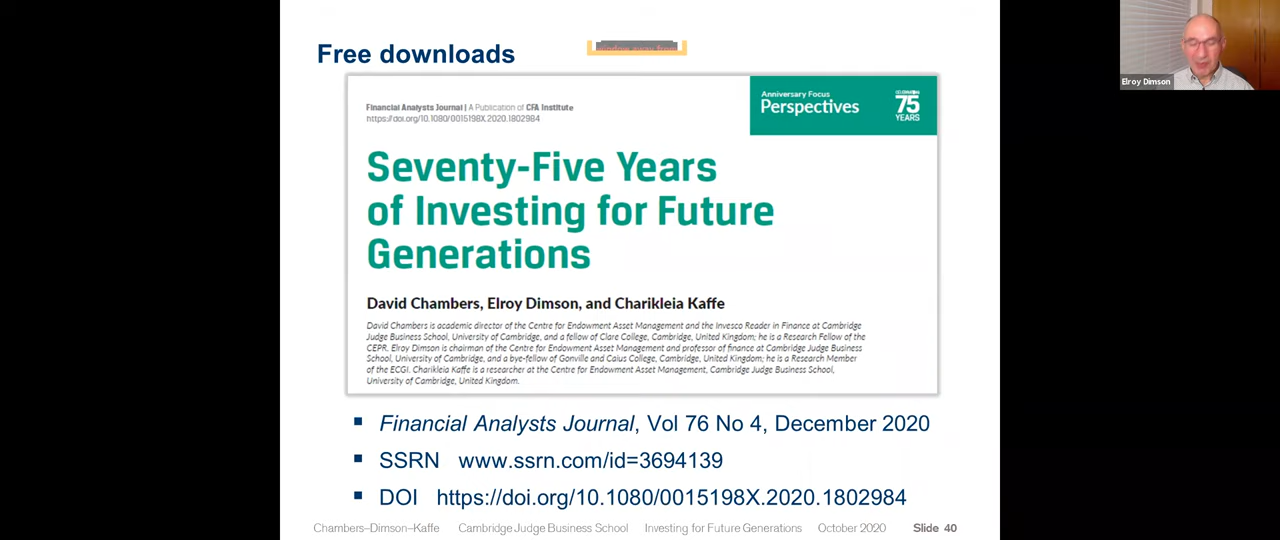 Free downloads
window away from
Elroy Dimson
Financial Analysts Journal | A Publication of CFA Institute
https://doi.org/10.1080/0015198X.2020.1802984
Anniversary Focus
Perspectives
CELEBRATING
75
YEARS
Seventy-Five Years
of Investing for Future
Generations
David Chambers, Elroy Dimson, and Charikleia Kaffe
David Chambers is academic director of the Centre for Endowment Asset Management and the Invesco Reader in Finance at Cambridge
Judge Business School, University of Cambridge, and a fellow of Clare College, Cambridge, United Kingdom; he is a Research Fellow of the
CEPR. Elroy Dimson is chairman of the Centre for Endowment Asset Management and professor of finance at Cambridge Judge Business
School, University of Cambridge, and a bye-fellow of Gonville and Caius College, Cambridge, United Kingdom; he is a Research Member
of the ECGI. Charikleia Kaffe is a researcher at the Centre for Endowment Asset Management, Cambridge Judge Business School,
University of Cambridge, United Kingdom.
▪ Financial Analysts Journal, Vol 76 No 4, December 2020
▪ SSRN www.ssrn.com/id=3694139
▪ DOI https://doi.org/10.1080/0015198X.2020.1802984
Chambers–Dimson–Kaffe Cambridge Judge Business School Investing for Future Generations October 2020 Slide 40